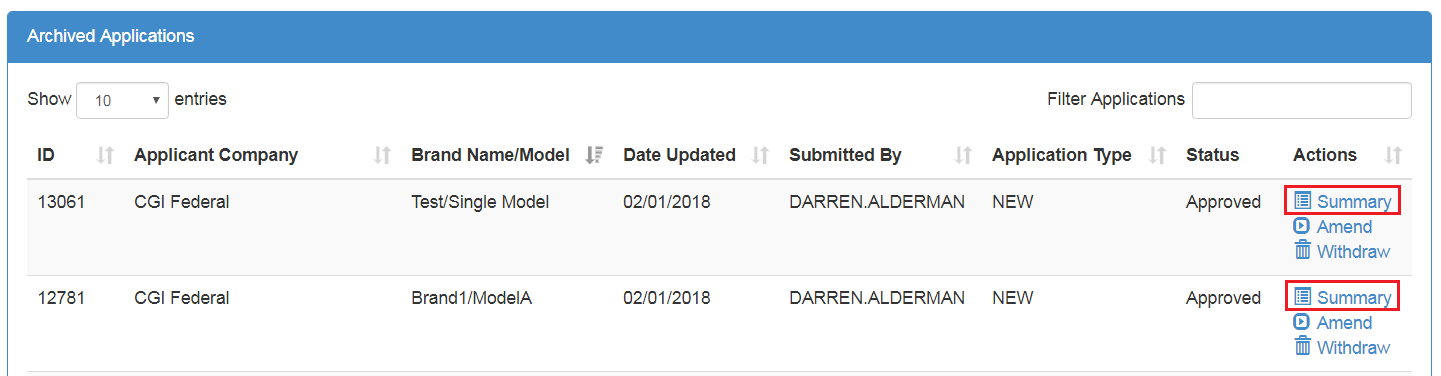 Archived Applications
Show 10 entries Filter Applications
ID Applicant Company Brand Name/Model Date Updated Submitted By Application Type Status Actions
13061 CGI Federal Test/Single Model 02/01/2018 DARREN.ALDERMAN NEW Approved Summary
Amend
Withdraw
12781 CGI Federal Brand1/ModelA 02/01/2018 DARREN.ALDERMAN NEW Approved Summary
Amend
Withdraw